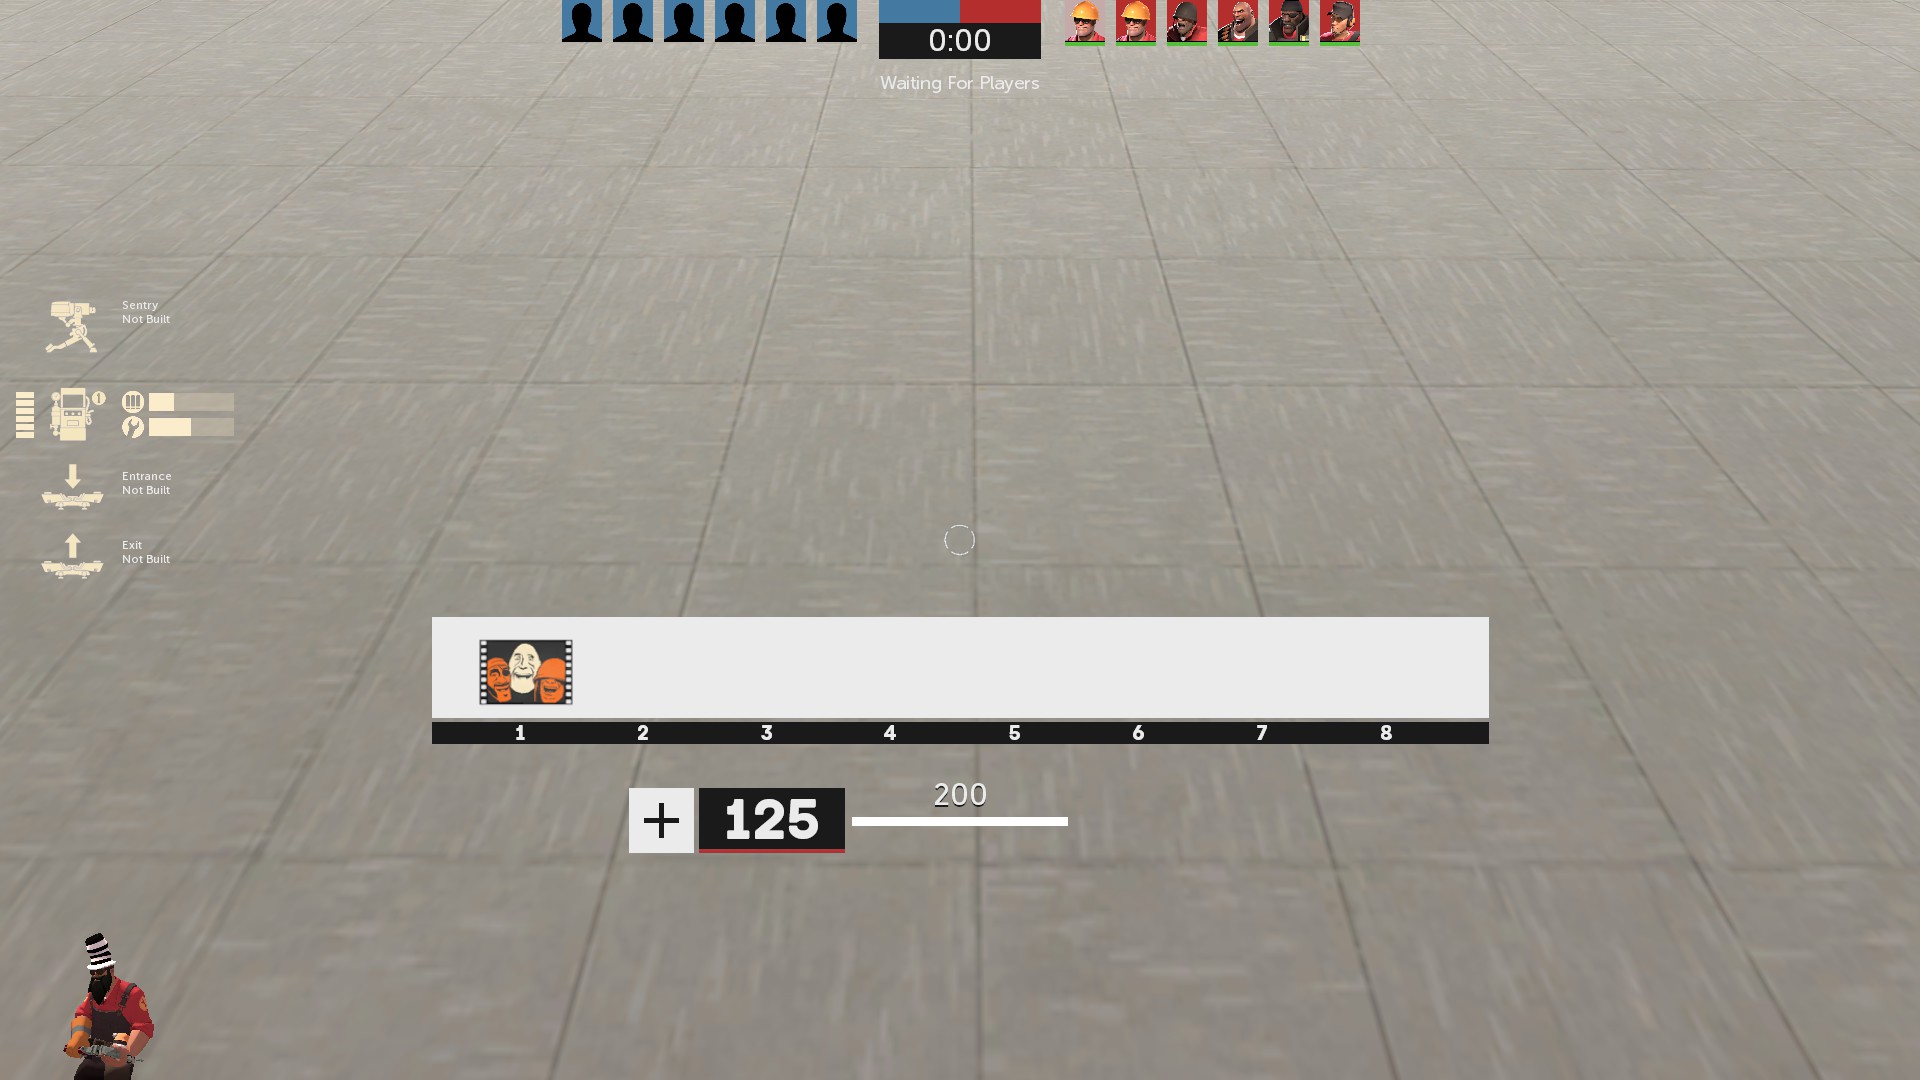 0:00
Waiting For Players
Sentry
Not Built
1
Entrance
Not Built
Exit
Not Built
1 2 3 4 5 6 7 8
200
125